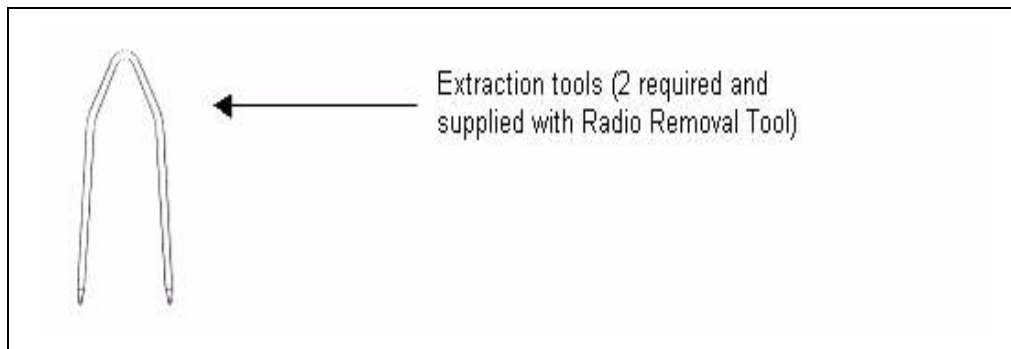 Extraction tools (2 required and
supplied with Radio Removal Tool)